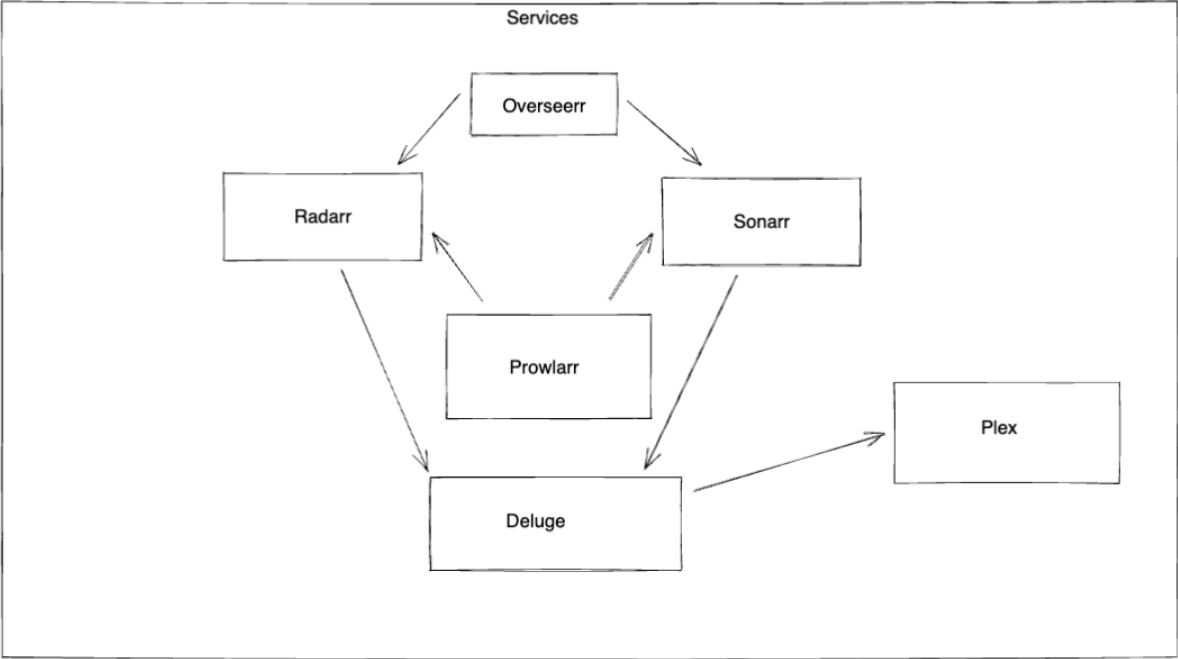 Services
Overseerr
Radarr
Sonarr
Prowlarr
Plex
Deluge